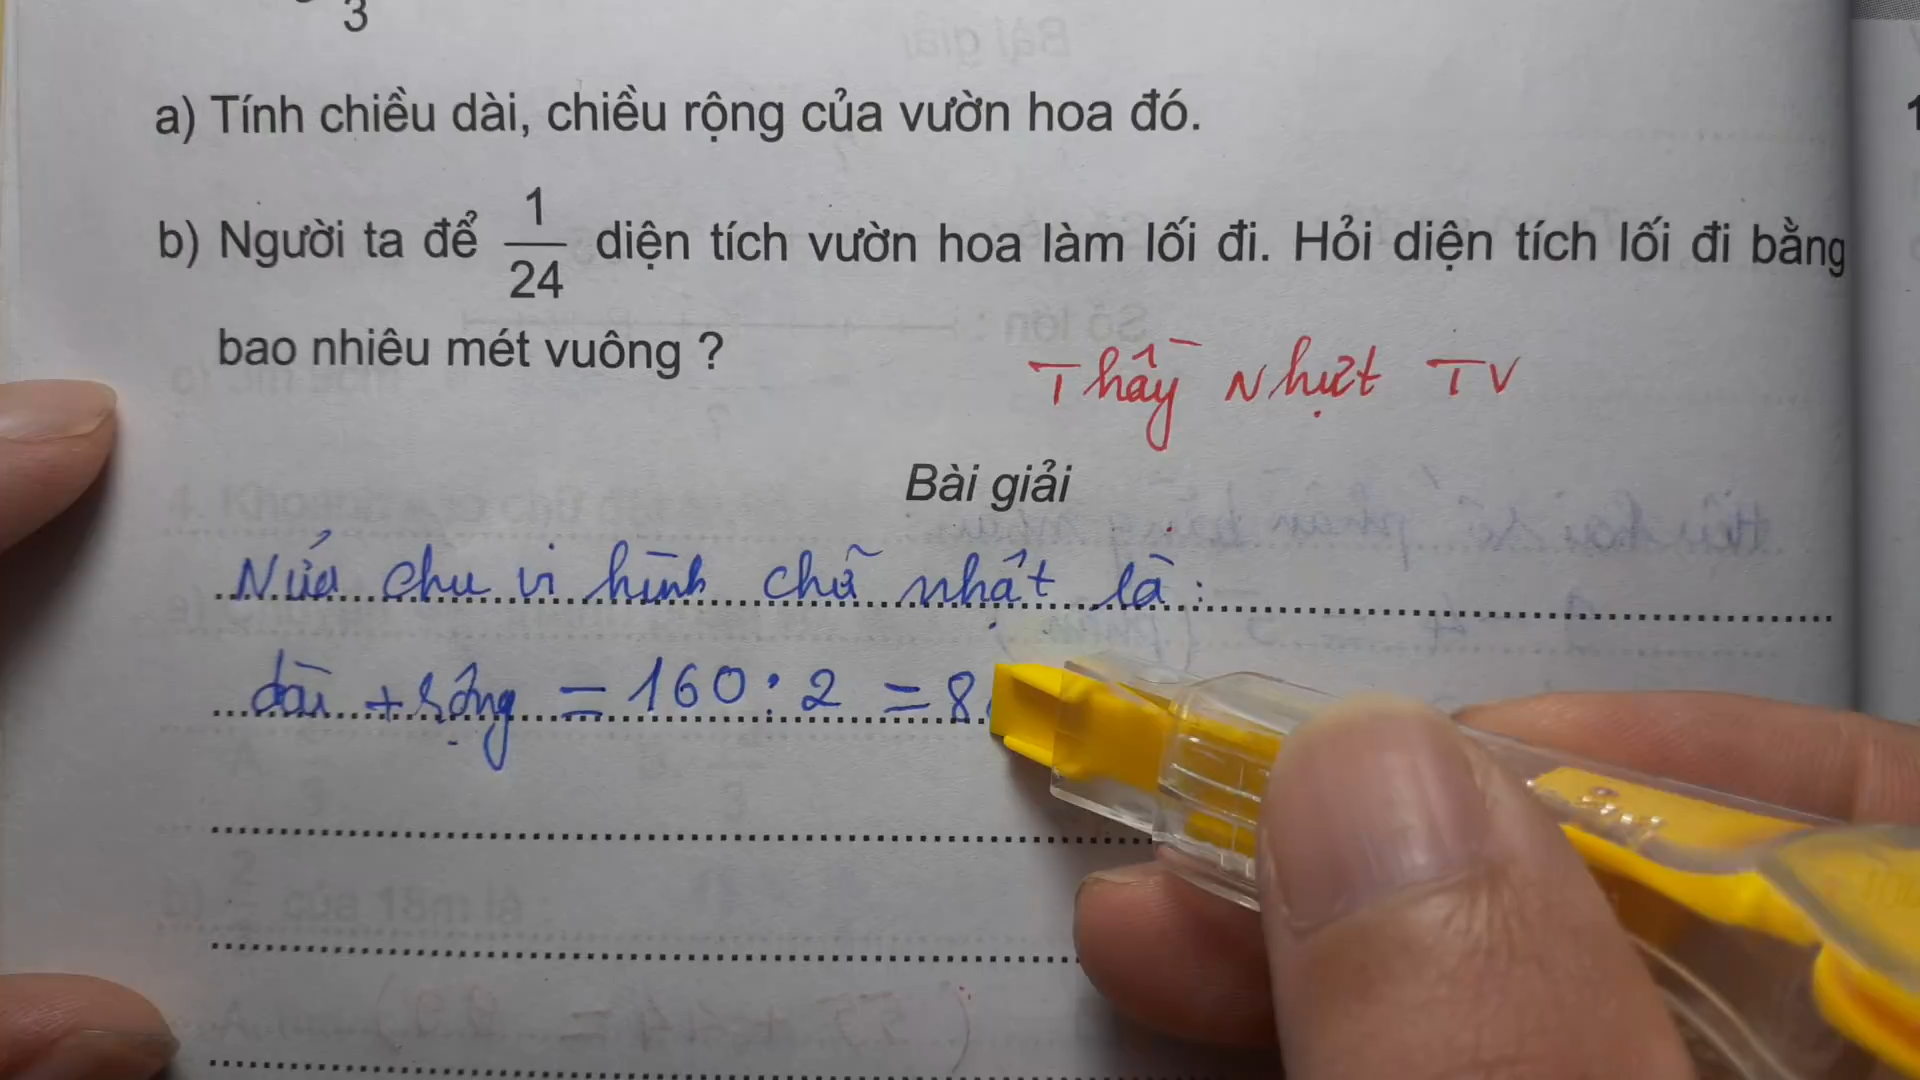 3
a) Tính chiều dài, chiều rộng của vườn hoa đó.
b) Người ta để 1/24 diện tích vườn hoa làm lối đi. Hỏi diện tích lối đi bằng
bao nhiêu mét vuông ?
Thầy Nhựt TV
Bài giải
Nửa chu vi hình chữ nhật là:
dài + rộng = 160 : 2 = 8